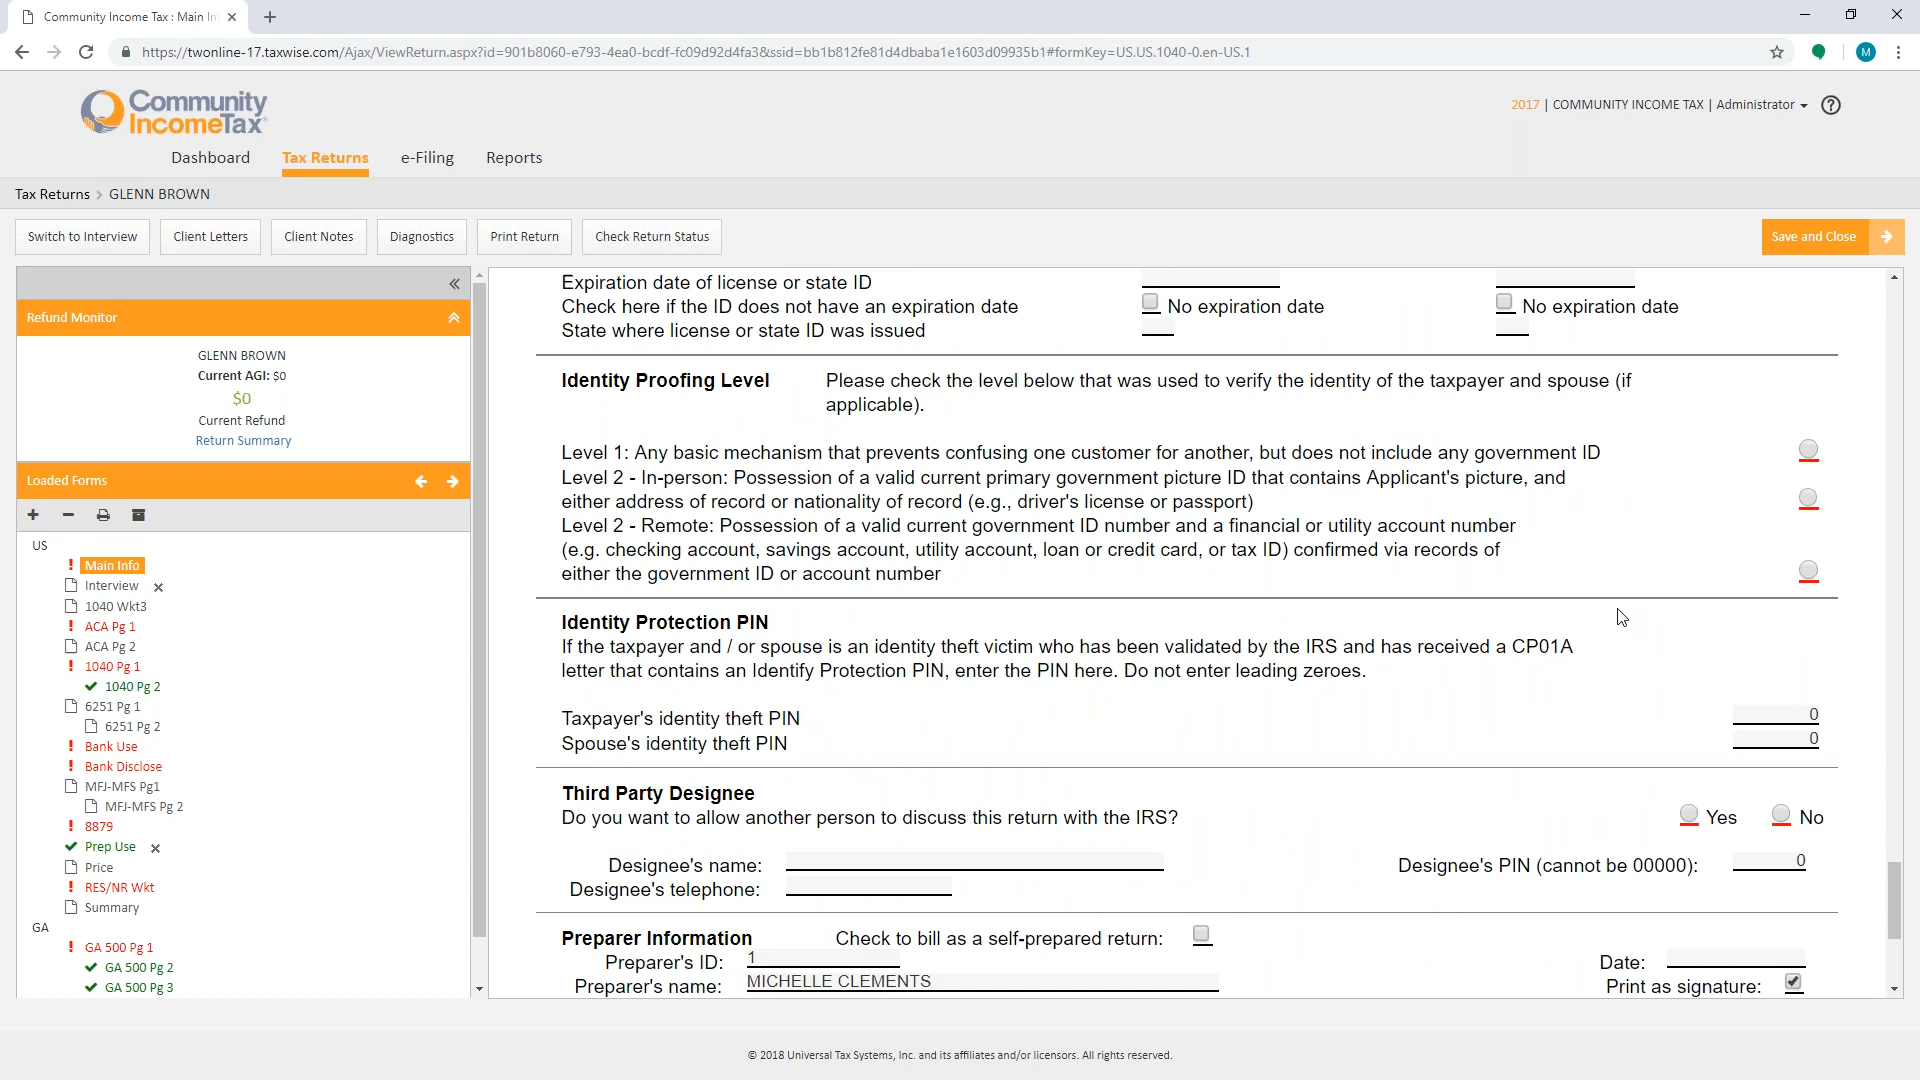 Community Income Tax : Main In
https://twonline-17.taxwise.com/Ajax/ViewReturn.aspx?id=901b8060-e793-4ea0-bcdf-fc09d92d4fa3&ssid=bb1b812fe81d4dbaba1e1603d09935b1#formKey=US.US.1040-0.en-US.1
M
Community
IncomeTax
2017 | COMMUNITY INCOME TAX | Administrator
Dashboard Tax Returns e-Filing Reports
Tax Returns > GLENN BROWN
Switch to Interview Client Letters Client Notes Diagnostics Print Return Check Return Status Save and Close
Refund Monitor
GLENN BROWN
Current AGI: $0
$0
Current Refund
Return Summary
Loaded Forms
US
! Main Info
Interview
1040 Wkt3
! ACA Pg 1
ACA Pg 2
! 1040 Pg 1
1040 Pg 2
6251 Pg 1
6251 Pg 2
! Bank Use
! Bank Disclose
MFJ-MFS Pg1
MFJ-MFS Pg 2
! 8879
Prep Use
Price
! RES/NR Wkt
Summary
GA
! GA 500 Pg 1
GA 500 Pg 2
GA 500 Pg 3
Expiration date of license or state ID
Check here if the ID does not have an expiration date No expiration date No expiration date
State where license or state ID was issued
Identity Proofing Level Please check the level below that was used to verify the identity of the taxpayer and spouse (if
applicable).
Level 1: Any basic mechanism that prevents confusing one customer for another, but does not include any government ID
Level 2 - In-person: Possession of a valid current primary government picture ID that contains Applicant's picture, and
either address of record or nationality of record (e.g., driver's license or passport)
Level 2 - Remote: Possession of a valid current government ID number and a financial or utility account number
(e.g. checking account, savings account, utility account, loan or credit card, or tax ID) confirmed via records of
either the government ID or account number
Identity Protection PIN
If the taxpayer and / or spouse is an identity theft victim who has been validated by the IRS and has received a CP01A
letter that contains an Identify Protection PIN, enter the PIN here. Do not enter leading zeroes.
Taxpayer's identity theft PIN 0
Spouse's identity theft PIN 0
Third Party Designee
Do you want to allow another person to discuss this return with the IRS? Yes No
Designee's name: Designee's PIN (cannot be 00000): 0
Designee's telephone:
Preparer Information Check to bill as a self-prepared return:
Preparer's ID: 1 Date:
Preparer's name: MICHELLE CLEMENTS Print as signature:
© 2018 Universal Tax Systems, Inc. and its affiliates and/or licensors. All rights reserved.